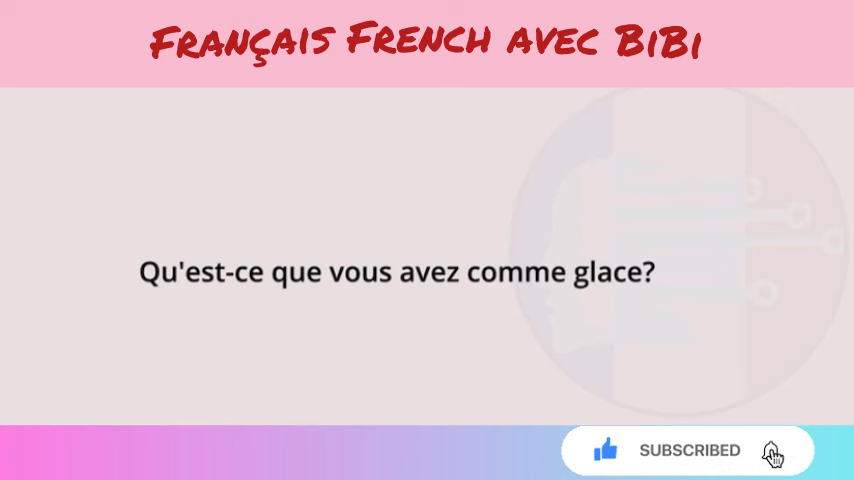 Français French avec BiBi
Qu'est-ce que vous avez comme glace?
SUBSCRIBED